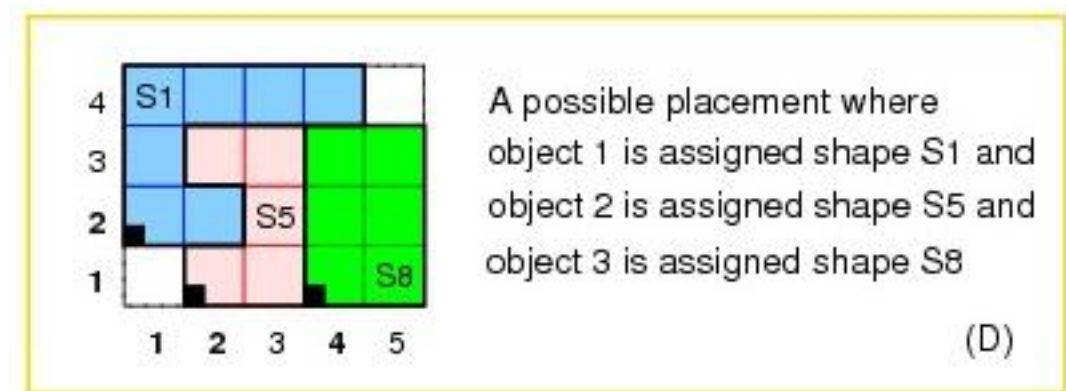 4 S1
3
2 S5
1 S8
1 2 3 4 5
A possible placement where
object 1 is assigned shape S1 and
object 2 is assigned shape S5 and
object 3 is assigned shape S8
(D)